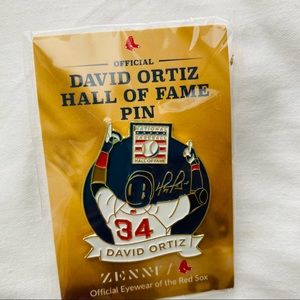 OFFICIAL
DAVID ORTIZ
HALL OF FAME
PIN
NATIONAL
BASEBALL
HALL OF FAME
34
DAVID ORTIZ
ZENNI
Official Eyewear of the Red Sox